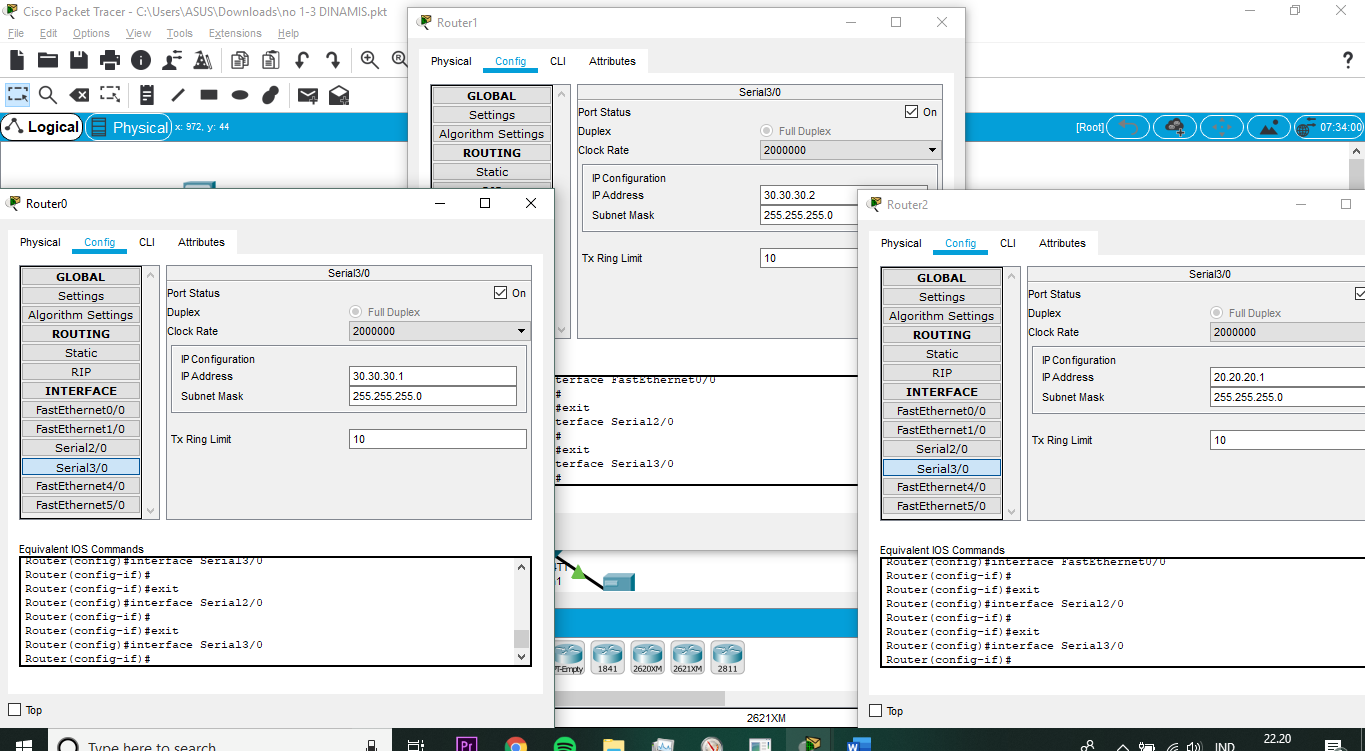 Cisco Packet Tracer - C:\Users\ASUS\Downloads\no 1-3 DINAMIS.pkt
File Edit Options View Tools Extensions Help
Logical
Physical
x: 972, y: 44
[Root]
07:34:00
Router1
Physical Config CLI Attributes
GLOBAL
Settings
Algorithm Settings
ROUTING
Static
Serial3/0
Port Status
On
Duplex
Full Duplex
Clock Rate
2000000
IP Configuration
IP Address
30.30.30.2
Subnet Mask
255.255.255.0
Tx Ring Limit
10
terface FastEthernet0/0
#
#exit
terface Serial2/0
#
#exit
terface Serial3/0
#
Router0
Physical Config CLI Attributes
GLOBAL
Settings
Algorithm Settings
ROUTING
Static
RIP
INTERFACE
FastEthernet0/0
FastEthernet1/0
Serial2/0
Serial3/0
FastEthernet4/0
FastEthernet5/0
Serial3/0
Port Status
On
Duplex
Full Duplex
Clock Rate
2000000
IP Configuration
IP Address
30.30.30.1
Subnet Mask
255.255.255.0
Tx Ring Limit
10
Equivalent IOS Commands
Router(config)#interface Serial3/0
Router(config-if)#
Router(config-if)#exit
Router(config)#interface Serial2/0
Router(config-if)#
Router(config-if)#exit
Router(config)#interface Serial3/0
Router(config-if)#
Top
Router2
Physical Config CLI Attributes
GLOBAL
Settings
Algorithm Settings
ROUTING
Static
RIP
INTERFACE
FastEthernet0/0
FastEthernet1/0
Serial2/0
Serial3/0
FastEthernet4/0
FastEthernet5/0
Serial3/0
Port Status
Duplex
Full Duplex
Clock Rate
2000000
IP Configuration
IP Address
20.20.20.1
Subnet Mask
255.255.255.0
Tx Ring Limit
10
Equivalent IOS Commands
Router(config)#interface FastEthernet0/0
Router(config-if)#
Router(config-if)#exit
Router(config)#interface Serial2/0
Router(config-if)#
Router(config-if)#exit
Router(config)#interface Serial3/0
Router(config-if)#
Top
1
PT-Empty 1841 2620XM 2621XM 2811
2621XM
Type here to search
Pr
W
IND
22.20